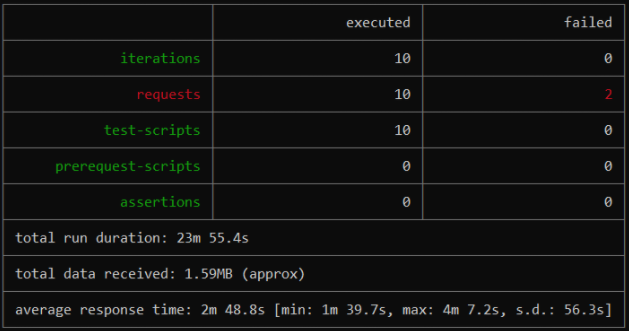 executed failed
iterations 10 0
requests 10 2
test-scripts 10 0
prerequest-scripts 0 0
assertions 0 0
total run duration: 23m 55.4s
total data received: 1.59MB (approx)
average response time: 2m 48.8s [min: 1m 39.7s, max: 4m 7.2s, s.d.: 56.3s]